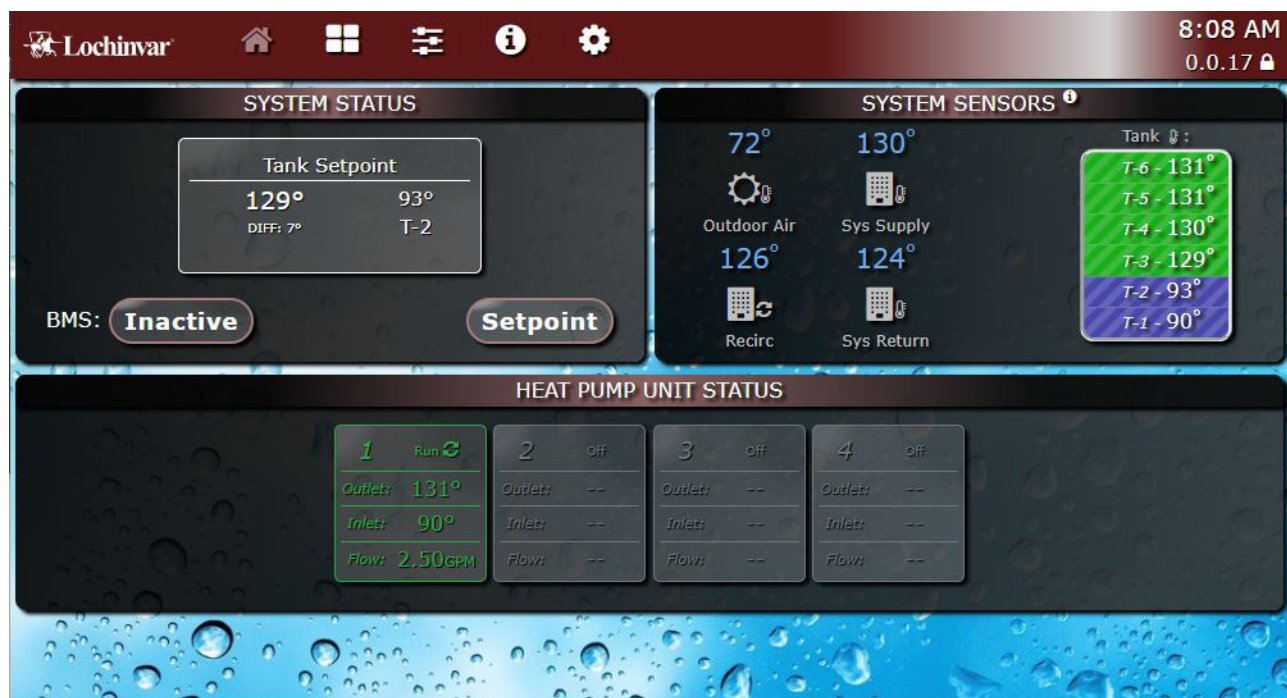 Lochinvar
8:08 AM
0.0.17
SYSTEM STATUS
Tank Setpoint
129° 93°
DIFF: 7° T-2
BMS: Inactive Setpoint
SYSTEM SENSORS
72° 130°
Outdoor Air Sys Supply
126° 124°
Recirc Sys Return
Tank :
T-6 - 131°
T-5 - 131°
T-4 - 130°
T-3 - 129°
T-2 - 93°
T-1 - 90°
HEAT PUMP UNIT STATUS
1 Run
Outlet: 131°
Inlet: 90°
Flow: 2.50GPM
2 Off
Outlet: --
Inlet: --
Flow: --
3 Off
Outlet: --
Inlet: --
Flow: --
4 Off
Outlet: --
Inlet: --
Flow: --